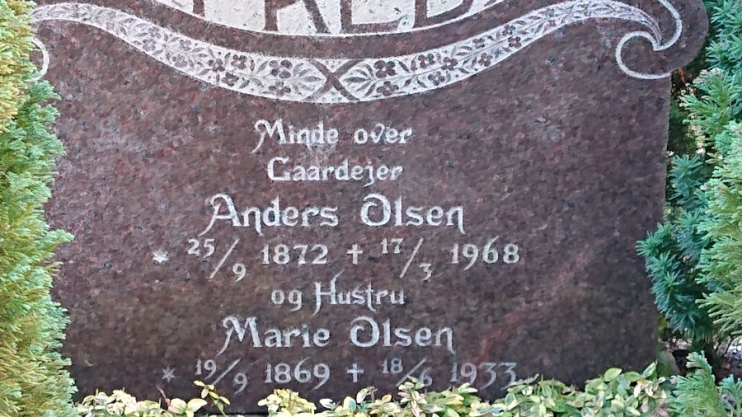 FRED
Minde over
Gaardejer
Anders Olsen
* 25/9 1872 + 17/3 1968
og Hustru
Marie Olsen
* 19/9 1869 + 18/6 1933